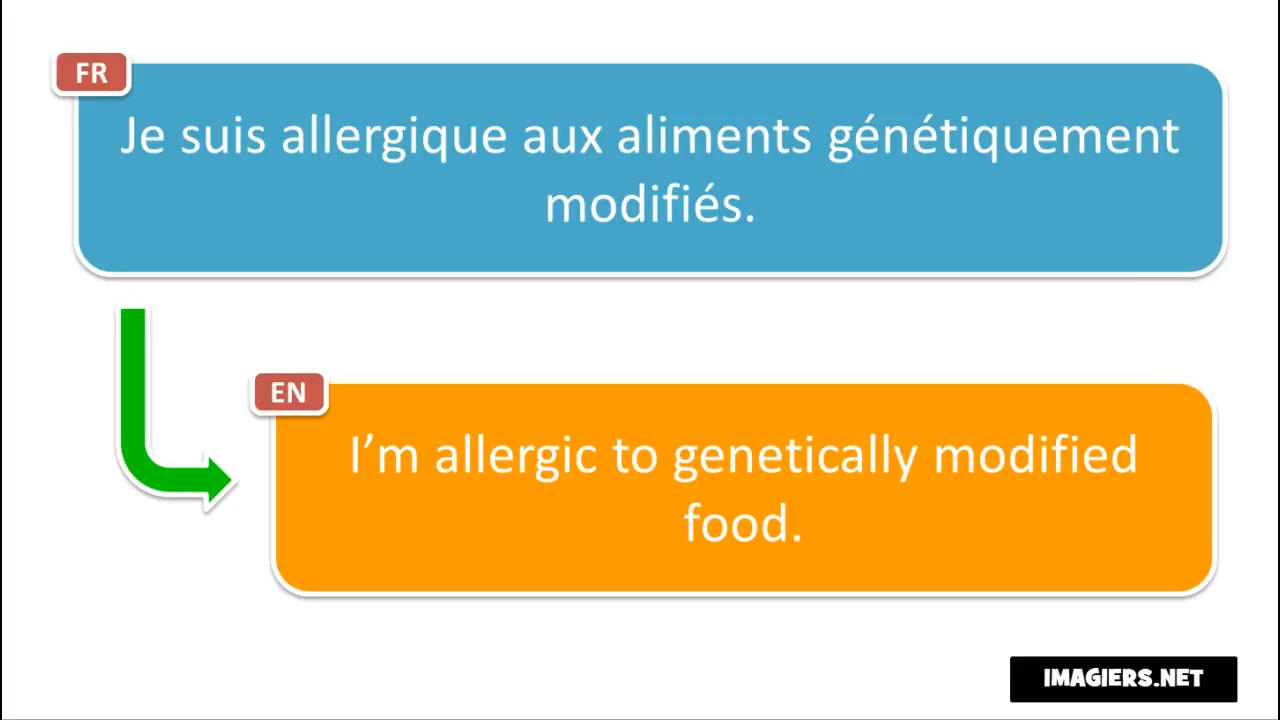 FR
Je suis allergique aux aliments génétiquement
modifiés.
EN
I’m allergic to genetically modified
food.
IMAGIERS.NET